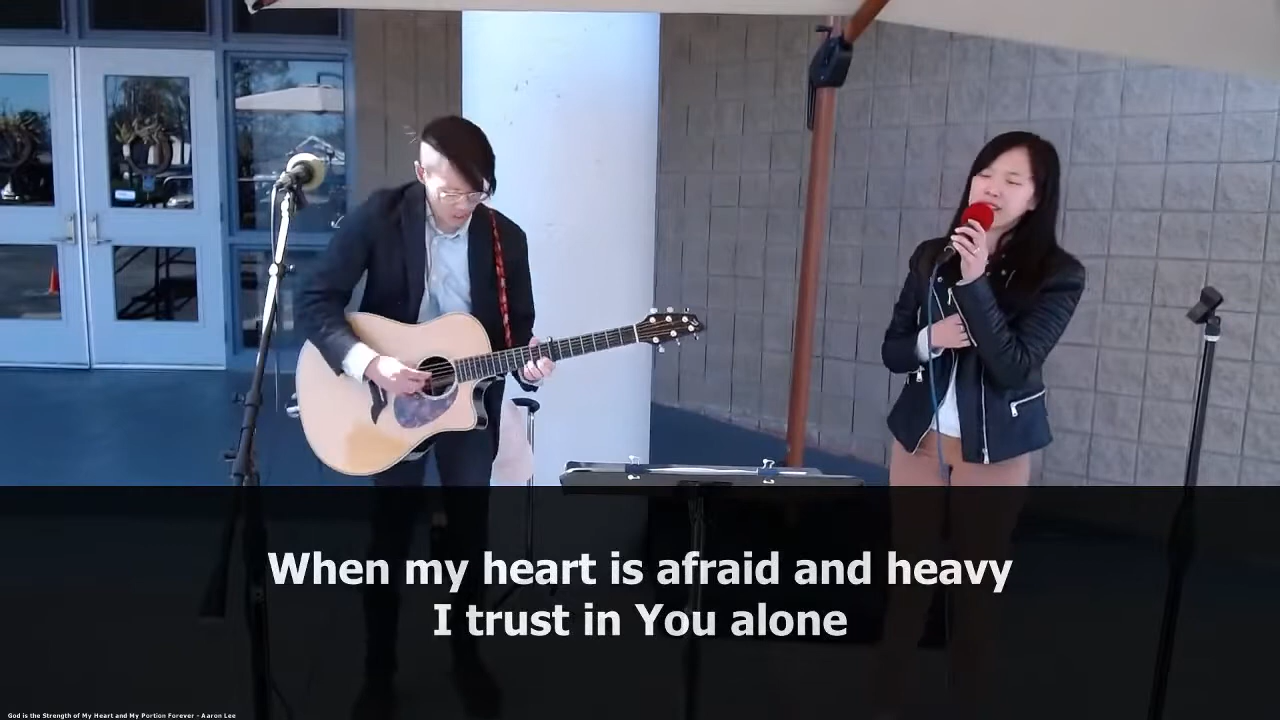 When my heart is afraid and heavy
I trust in You alone
God is the Strength of My Heart and My Portion Forever - Aaron Lee